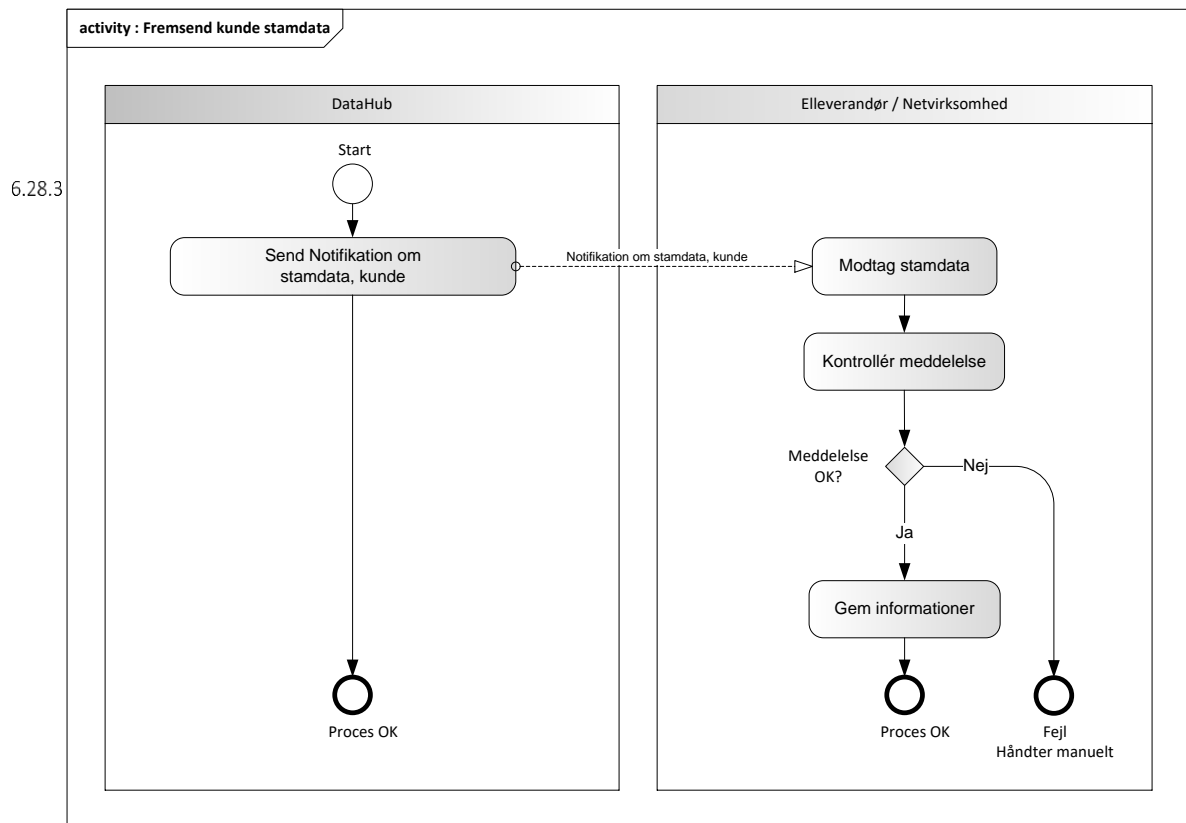 activity : Fremsend kunde stamdata
DataHub
Elleverandør / Netvirksomhed
Start
6.28.3
Send Notifikation om
stamdata, kunde
Notifikation om stamdata, kunde
Modtag stamdata
Kontrollér meddelelse
Meddelelse
OK?
Nej
Ja
Gem informationer
Proces OK
Proces OK
Fejl
Håndter manuelt